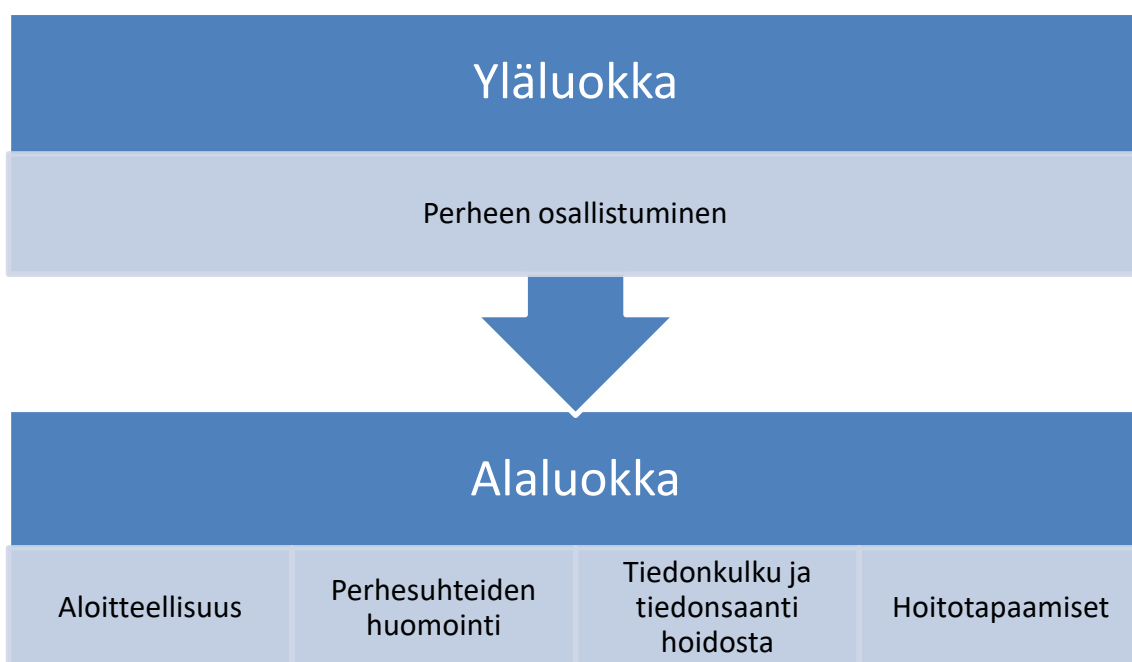 Yläluokka
Perheen osallistuminen
Alaluokka
Aloitteellisuus
Perhesuhteiden
huomointi
Tiedonkulku ja
tiedonsaanti
hoidosta
Hoitotapaamiset